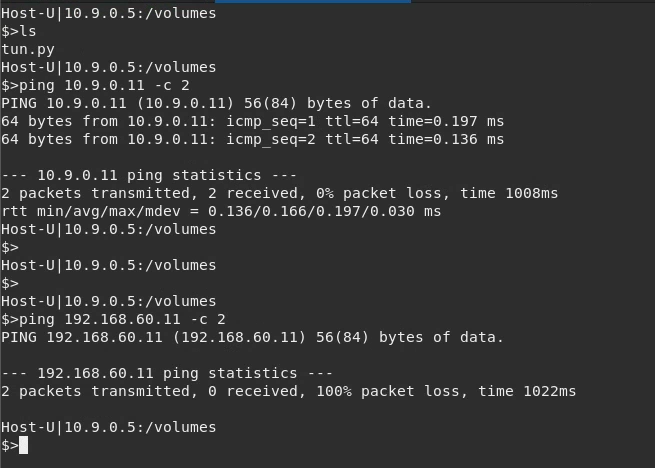 Host-U|10.9.0.5:/volumes
$>ls
tun.py
Host-U|10.9.0.5:/volumes
$>ping 10.9.0.11 -c 2
PING 10.9.0.11 (10.9.0.11) 56(84) bytes of data.
64 bytes from 10.9.0.11: icmp_seq=1 ttl=64 time=0.197 ms
64 bytes from 10.9.0.11: icmp_seq=2 ttl=64 time=0.136 ms
--- 10.9.0.11 ping statistics ---
2 packets transmitted, 2 received, 0% packet loss, time 1008ms
rtt min/avg/max/mdev = 0.136/0.166/0.197/0.030 ms
Host-U|10.9.0.5:/volumes
$>
Host-U|10.9.0.5:/volumes
$>
Host-U|10.9.0.5:/volumes
$>ping 192.168.60.11 -c 2
PING 192.168.60.11 (192.168.60.11) 56(84) bytes of data.
--- 192.168.60.11 ping statistics ---
2 packets transmitted, 0 received, 100% packet loss, time 1022ms
Host-U|10.9.0.5:/volumes
$>